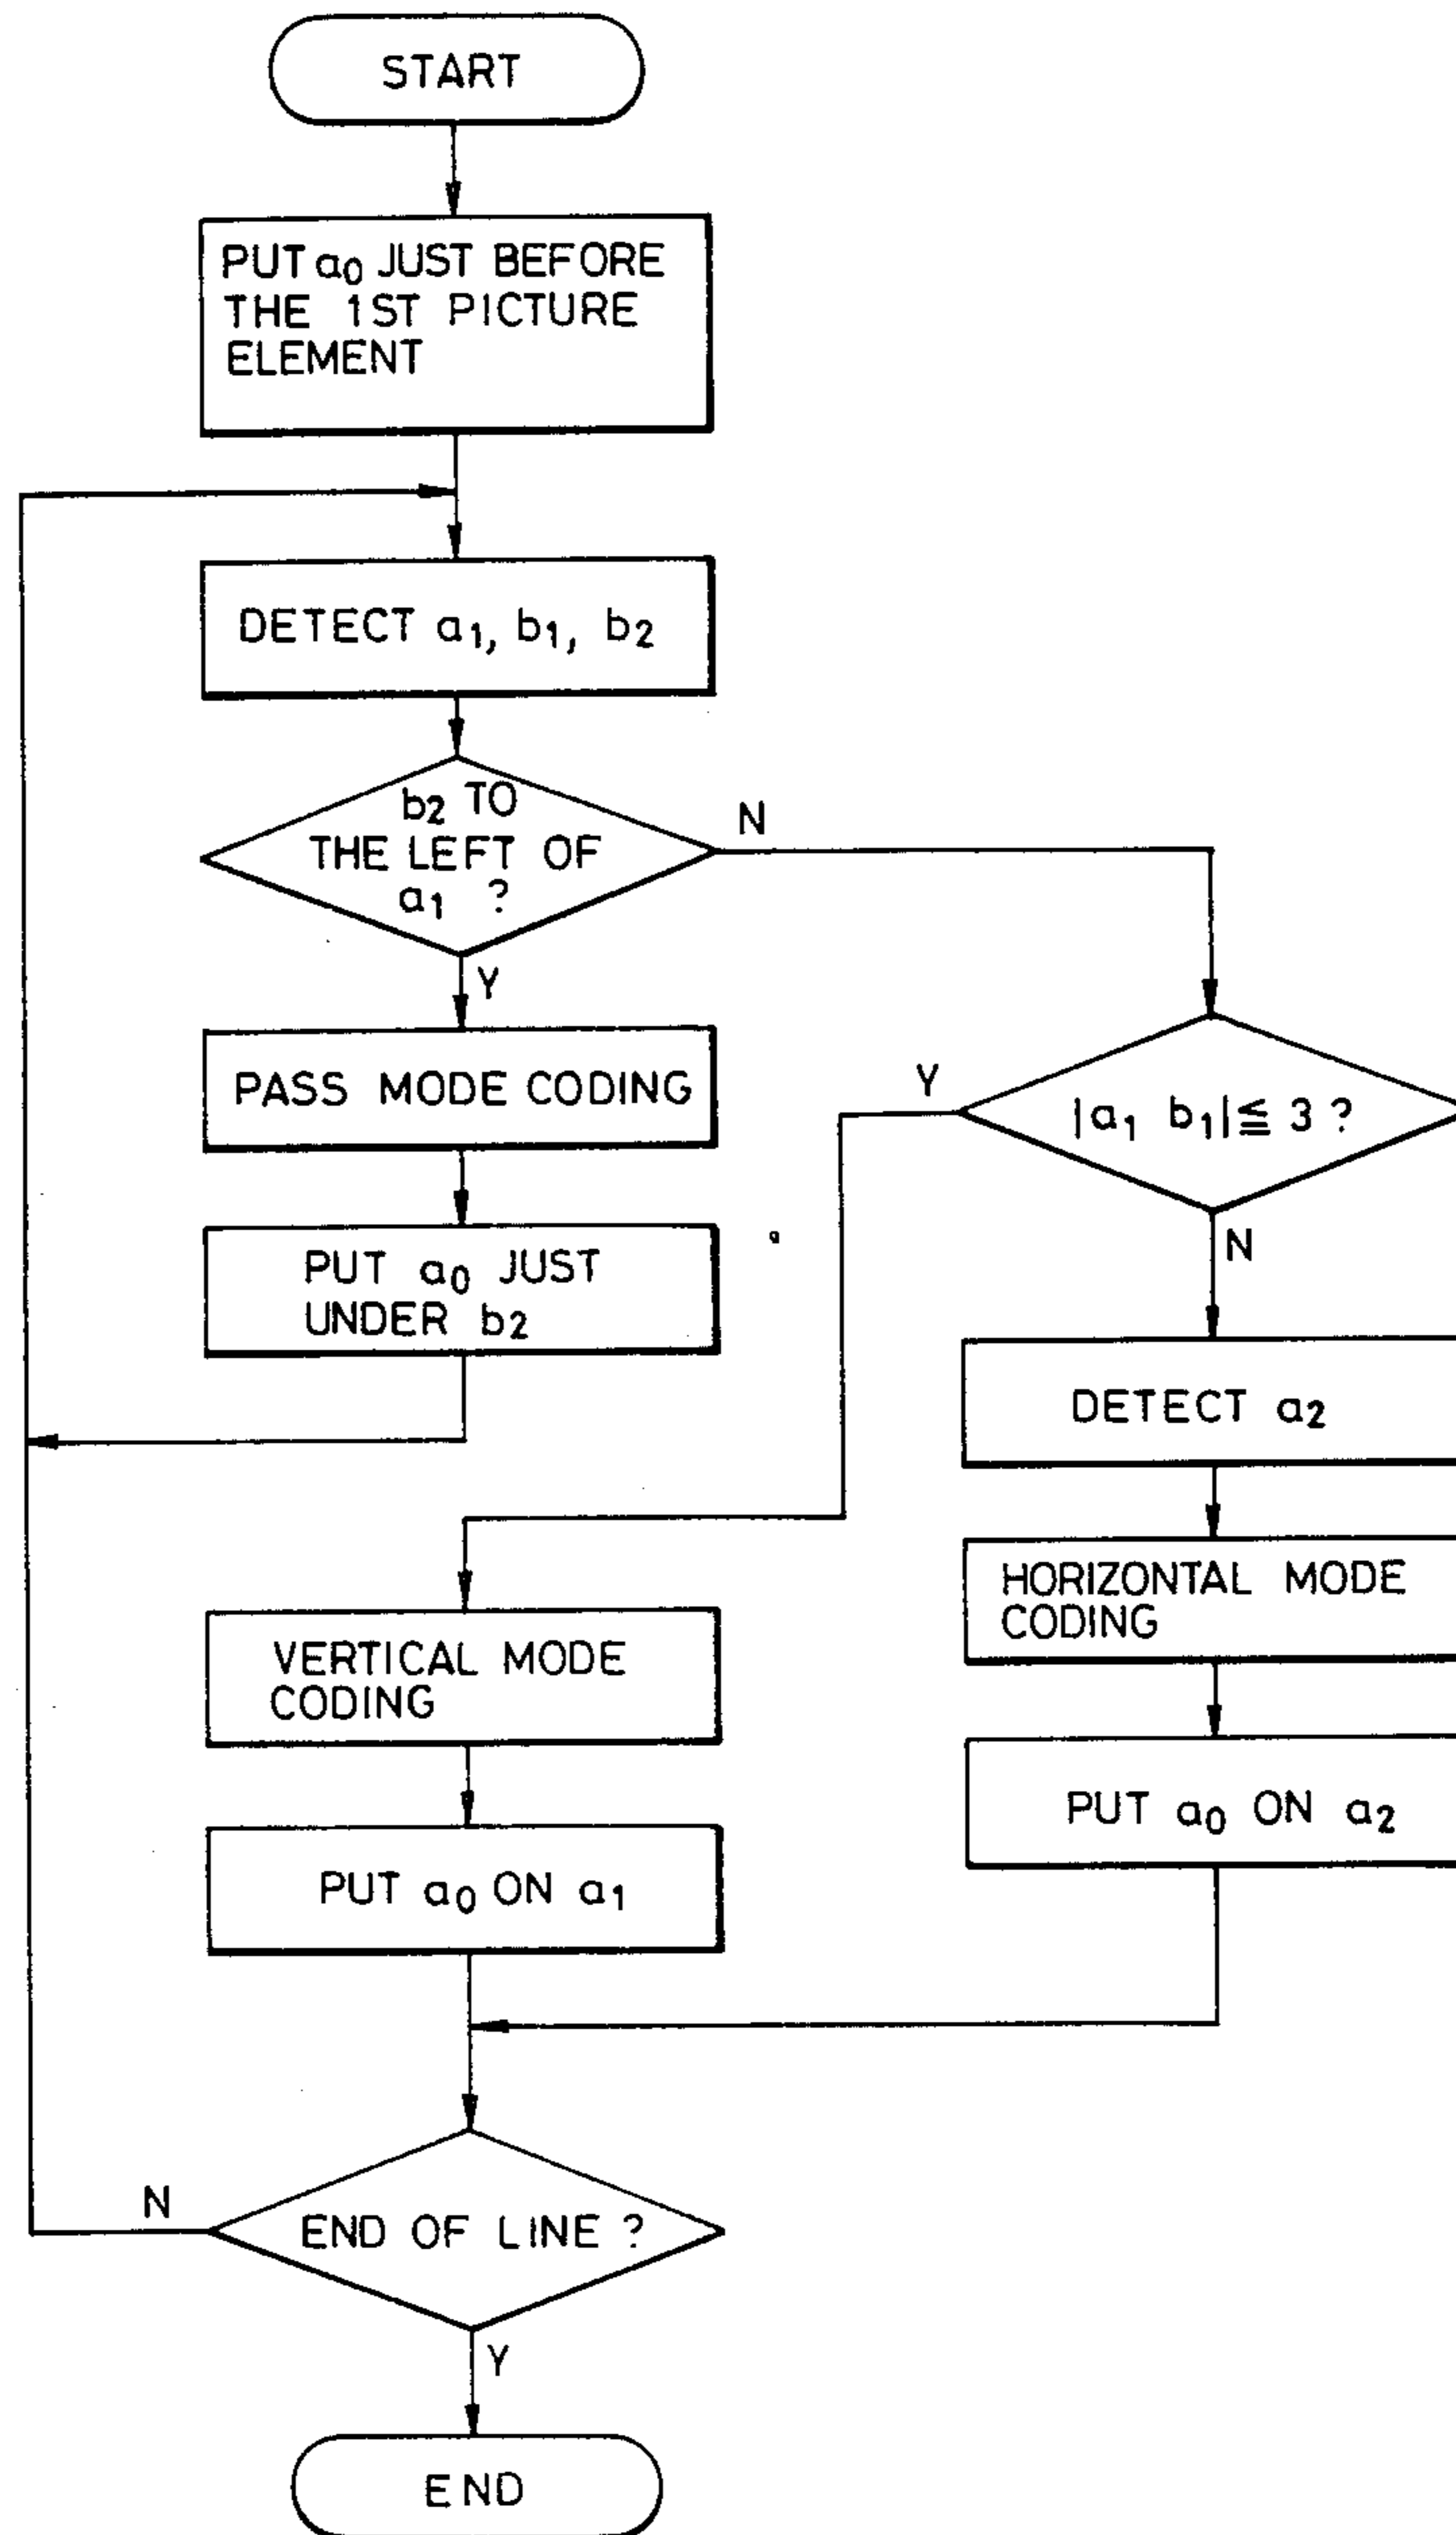 START
PUT a₀ JUST BEFORE
THE 1ST PICTURE
ELEMENT
DETECT a₁, b₁, b₂
b₂ TO
THE LEFT OF
a₁ ?
N
Y
PASS MODE CODING
PUT a₀ JUST
UNDER b₂
|a₁ b₁| ≦ 3 ?
Y
N
DETECT a₂
HORIZONTAL MODE
CODING
PUT a₀ ON a₂
VERTICAL MODE
CODING
PUT a₀ ON a₁
END OF LINE ?
N
Y
END